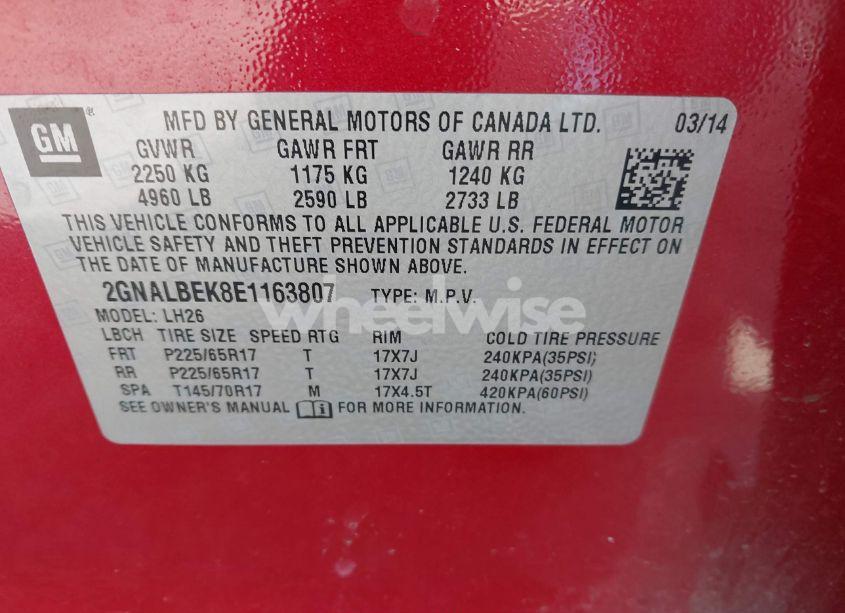 GM ®
MFD BY GENERAL MOTORS OF CANADA LTD. 03/14
GVWR GAWR FRT GAWR RR
2250 KG 1175 KG 1240 KG
4960 LB 2590 LB 2733 LB
THIS VEHICLE CONFORMS TO ALL APPLICABLE U.S. FEDERAL MOTOR
VEHICLE SAFETY AND THEFT PREVENTION STANDARDS IN EFFECT ON
THE DATE OF MANUFACTURE SHOWN ABOVE.
2GNALBEK8E1163807 TYPE: M.P.V.
wheelwise
MODEL: LH26
LBCH TIRE SIZE SPEED RTG RIM COLD TIRE PRESSURE
FRT P225/65R17 T 17X7J 240KPA(35PSI)
RR P225/65R17 T 17X7J 240KPA(35PSI)
SPA T145/70R17 M 17X4.5T 420KPA(60PSI)
SEE OWNER'S MANUAL FOR MORE INFORMATION.